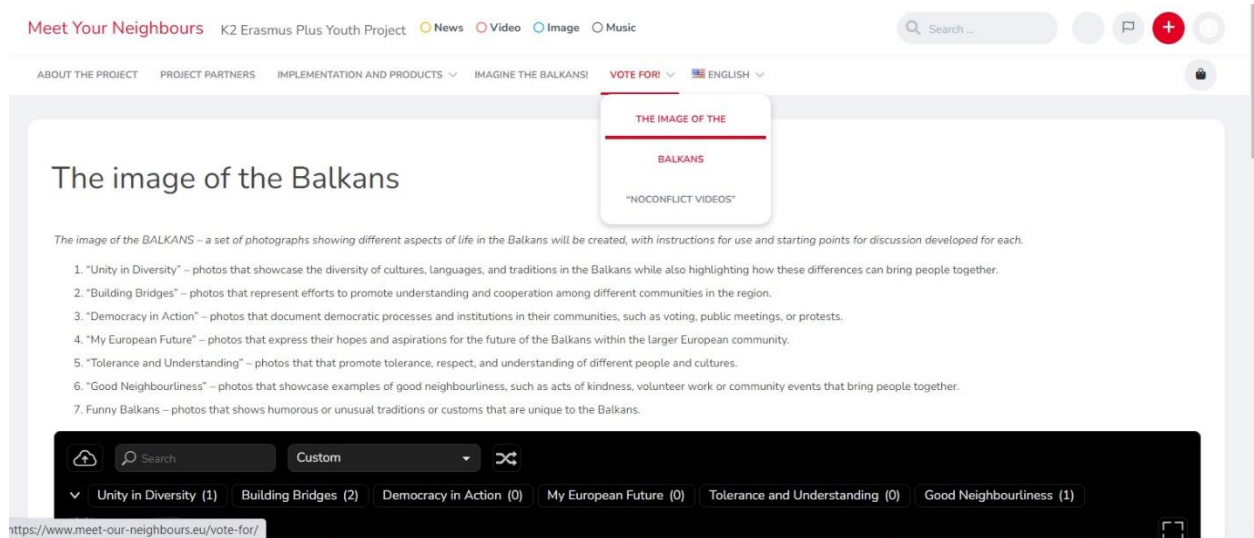 Meet Your Neighbours K2 Erasmus Plus Youth Project News Video Image Music Search ...
ABOUT THE PROJECT PROJECT PARTNERS IMPLEMENTATION AND PRODUCTS IMAGINE THE BALKANS! VOTE FOR! ENGLISH
THE IMAGE OF THE
BALKANS
"NOCONFLICT VIDEOS"
The image of the Balkans
The image of the BALKANS – a set of photographs showing different aspects of life in the Balkans will be created, with instructions for use and starting points for discussion developed for each.
1. "Unity in Diversity" – photos that showcase the diversity of cultures, languages, and traditions in the Balkans while also highlighting how these differences can bring people together.
2. "Building Bridges" – photos that represent efforts to promote understanding and cooperation among different communities in the region.
3. "Democracy in Action" – photos that document democratic processes and institutions in their communities, such as voting, public meetings, or protests.
4. "My European Future" – photos that express their hopes and aspirations for the future of the Balkans within the larger European community.
5. "Tolerance and Understanding" – photos that that promote tolerance, respect, and understanding of different people and cultures.
6. "Good Neighbourliness" – photos that showcase examples of good neighbourliness, such as acts of kindness, volunteer work or community events that bring people together.
7. Funny Balkans – photos that shows humorous or unusual traditions or customs that are unique to the Balkans.
Search Custom
Unity in Diversity (1) Building Bridges (2) Democracy in Action (0) My European Future (0) Tolerance and Understanding (0) Good Neighbourliness (1)
https://www.meet-our-neighbours.eu/vote-for/